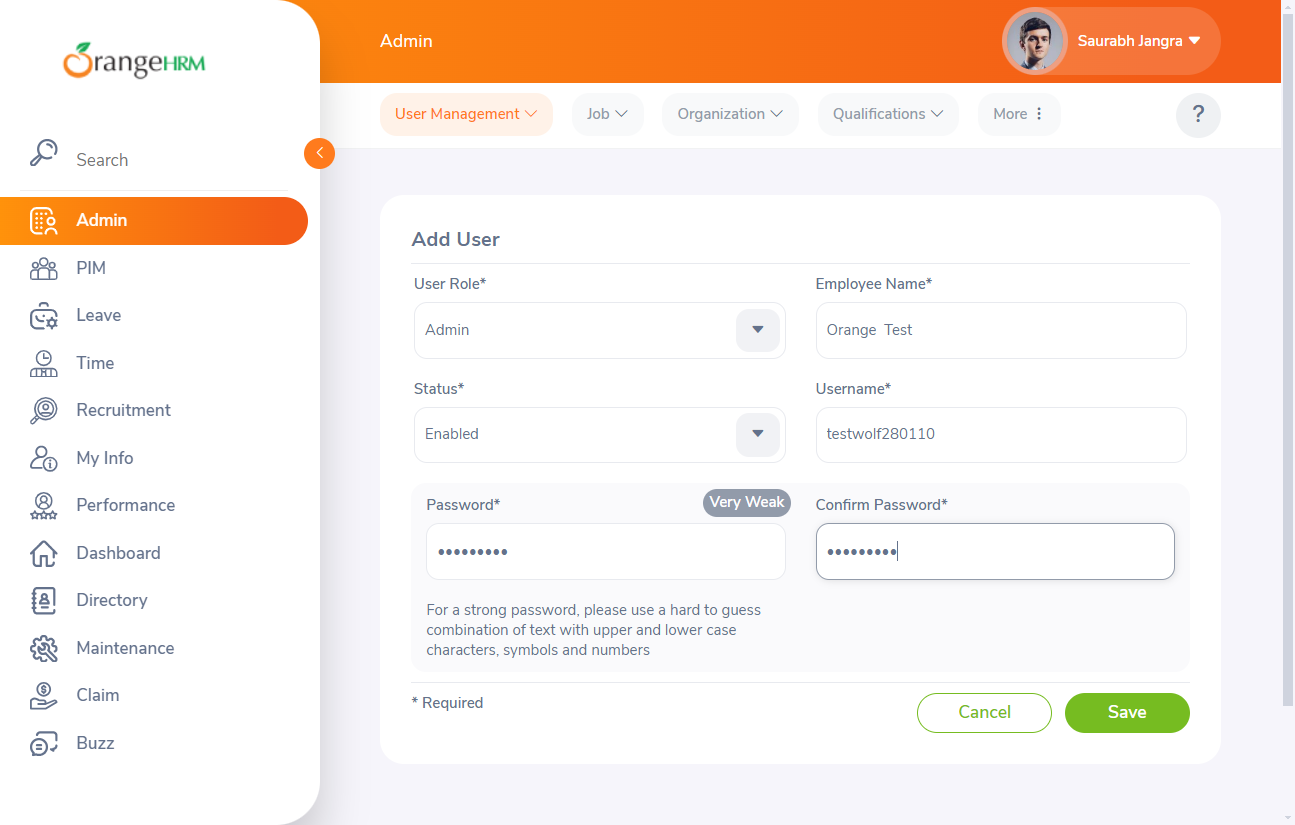 OrangeHRM
Search
Admin
PIM
Leave
Time
Recruitment
My Info
Performance
Dashboard
Directory
Maintenance
Claim
Buzz
Admin
Saurabh Jangra
User Management
Job
Organization
Qualifications
More
?
Add User
User Role*
Employee Name*
Admin
Orange  Test
Status*
Username*
Enabled
testwolf280110
Password*
Very Weak
Confirm Password*
•••••••••
•••••••••
For a strong password, please use a hard to guess
combination of text with upper and lower case
characters, symbols and numbers
* Required
Cancel
Save